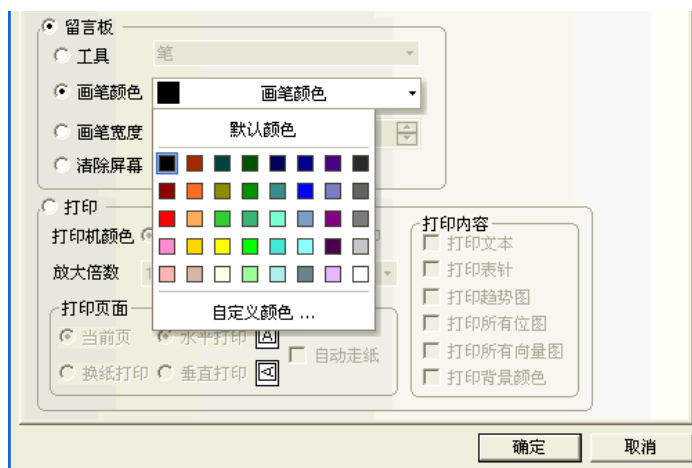 留言板
工具 笔
画笔颜色 画笔颜色
画笔宽度 默认颜色
清除屏幕
打印
打印机颜色
放大倍数 1
自定义颜色 ...
打印页面
当前页 水平打印 A
自动走纸
换纸打印 垂直打印 A
打印内容
打印文本
打印表针
打印趋势图
打印所有位图
打印所有向量图
打印背景颜色
确定 取消